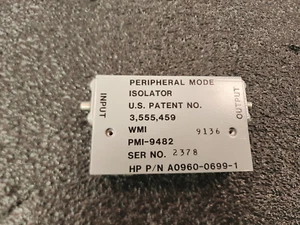 PERIPHERAL MODE
ISOLATOR
U.S. PATENT NO.
3,555,459
WMI 9136
PMI-9482
SER NO. 2378
HP P/N A0960-0699-1
INPUT
OUTPUT